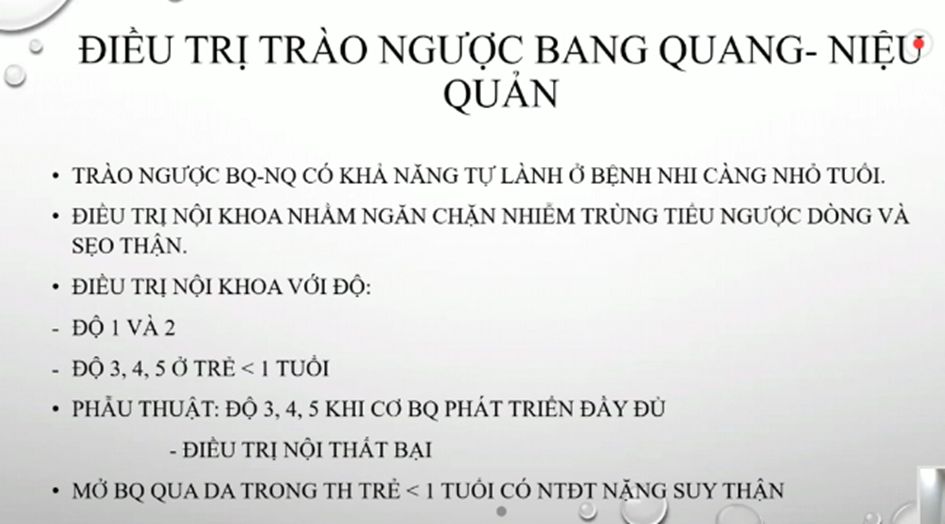 ĐIỀU TRỊ TRÀO NGƯỢC BANG QUANG- NIỆU
QUẢN
• TRÀO NGƯỢC BQ-NQ CÓ KHẢ NĂNG TỰ LÀNH Ở BỆNH NHI CÀNG NHỎ TUỔI.
• ĐIỀU TRỊ NỘI KHOA NHẰM NGĂN CHẶN NHIỄM TRÙNG TIỂU NGƯỢC DÒNG VÀ
SẸO THẬN.
• ĐIỀU TRỊ NỘI KHOA VỚI ĐỘ:
- ĐỘ 1 VÀ 2
- ĐỘ 3, 4, 5 Ở TRẺ < 1 TUỔI
• PHẪU THUẬT: ĐỘ 3, 4, 5 KHI CƠ BQ PHÁT TRIỂN ĐẦY ĐỦ
- ĐIỀU TRỊ NỘI THẤT BẠI
• MỞ BQ QUA DA TRONG TH TRẺ < 1 TUỔI CÓ NTĐT NẶNG SUY THẬN